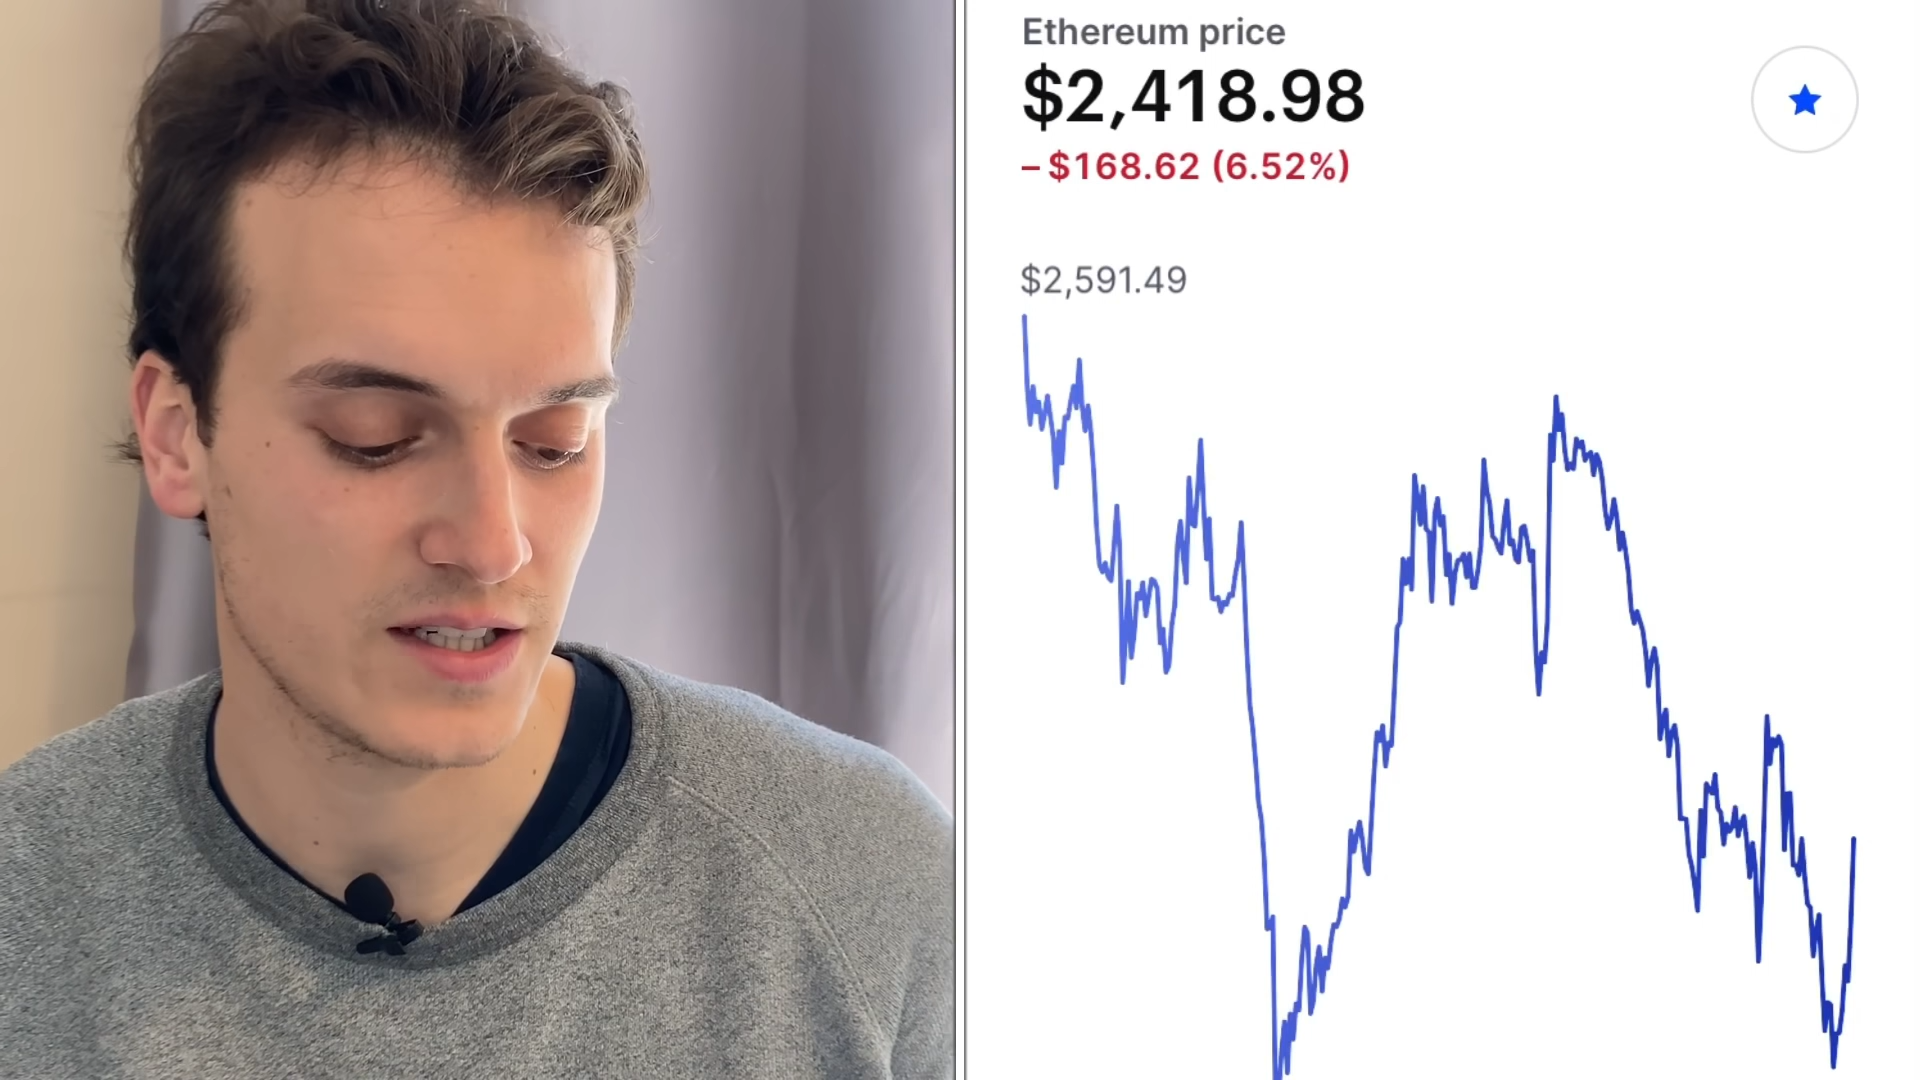 Ethereum price
$2,418.98
–$168.62 (6.52%)
$2,591.49